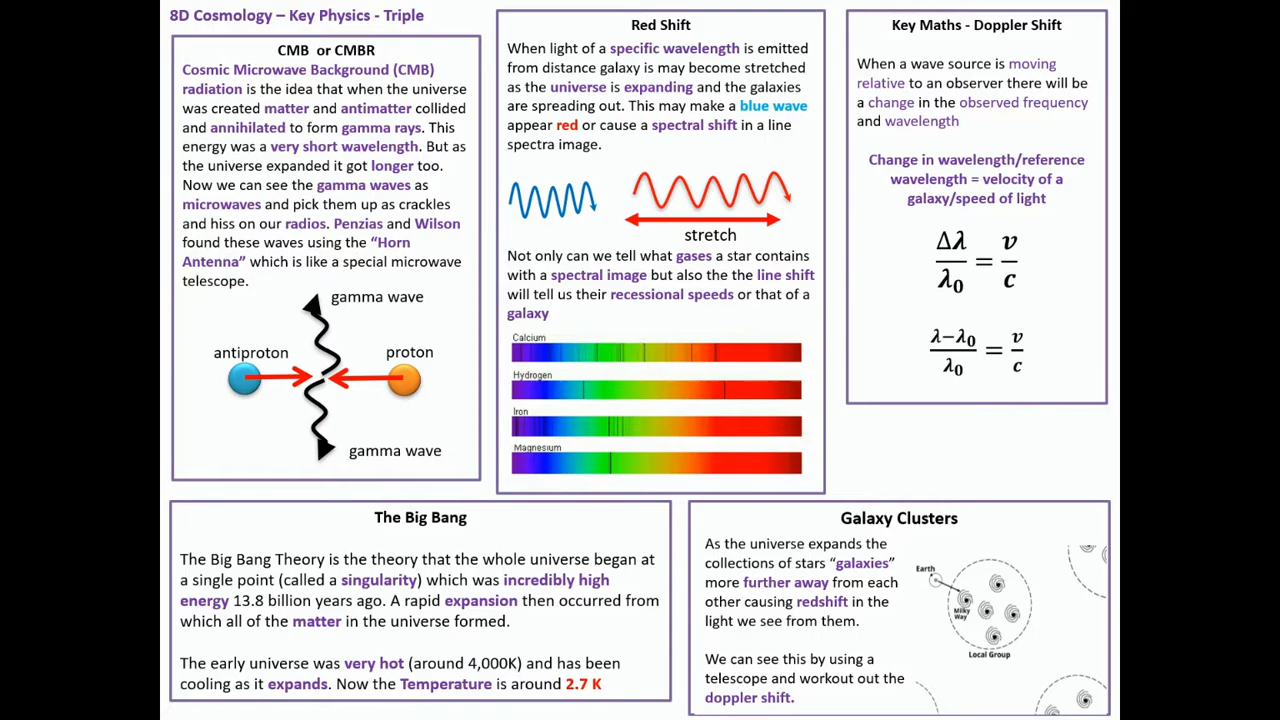 8D Cosmology – Key Physics - Triple
CMB or CMBR
Cosmic Microwave Background (CMB)
radiation is the idea that when the universe
was created matter and antimatter collided
and annihilated to form gamma rays. This
energy was a very short wavelength. But as
the universe expanded it got longer too.
Now we can see the gamma waves as
microwaves and pick them up as crackles
and hiss on our radios. Penzias and Wilson
found these waves using the “Horn
Antenna” which is like a special microwave
telescope.
gamma wave
antiproton
proton
gamma wave
Red Shift
When light of a specific wavelength is emitted
from distance galaxy is may become stretched
as the universe is expanding and the galaxies
are spreading out. This may make a blue wave
appear red or cause a spectral shift in a line
spectra image.
stretch
Not only can we tell what gases a star contains
with a spectral image but also the the line shift
will tell us their recessional speeds or that of a
galaxy
Calcium
Hydrogen
Iron
Magnesium
Key Maths - Doppler Shift
When a wave source is moving
relative to an observer there will be
a change in the observed frequency
and wavelength
Change in wavelength/reference
wavelength = velocity of a
galaxy/speed of light
Δλ/λ₀ = v/c
λ−λ₀/λ₀ = v/c
The Big Bang
The Big Bang Theory is the theory that the whole universe began at
a single point (called a singularity) which was incredibly high
energy 13.8 billion years ago. A rapid expansion then occurred from
which all of the matter in the universe formed.
The early universe was very hot (around 4,000K) and has been
cooling as it expands. Now the Temperature is around 2.7 K
Galaxy Clusters
As the universe expands the
collections of stars “galaxies”
more further away from each
other causing redshift in the
light we see from them.
We can see this by using a
telescope and workout out the
doppler shift.
Earth
Milky
Way
Local Group